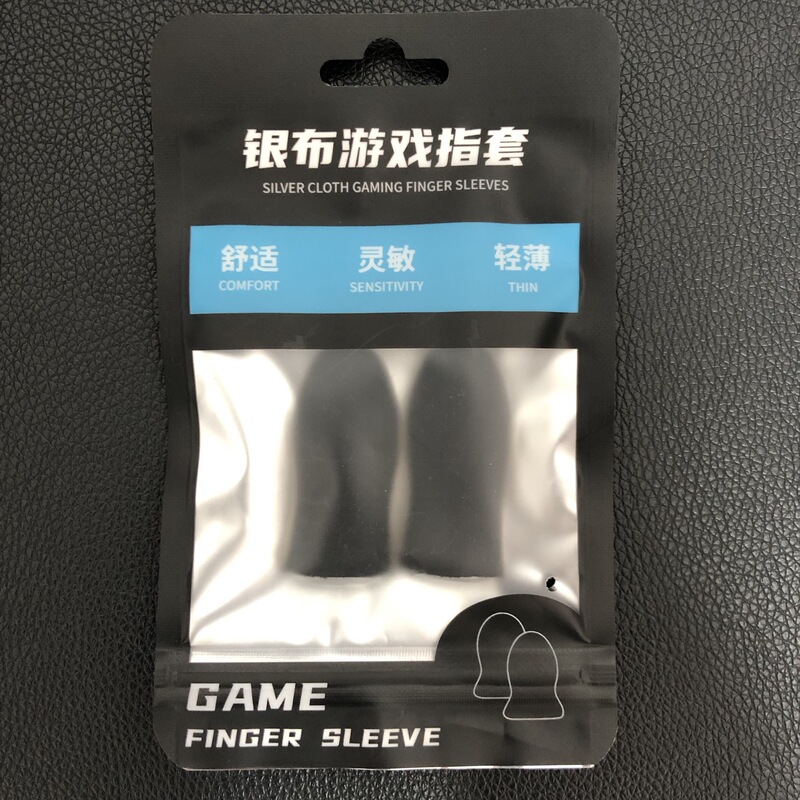 银布游戏指套
SILVER CLOTH GAMING FINGER SLEEVES
舒适 灵敏 轻薄
COMFORT SENSITIVITY THIN
GAME
FINGER SLEEVE